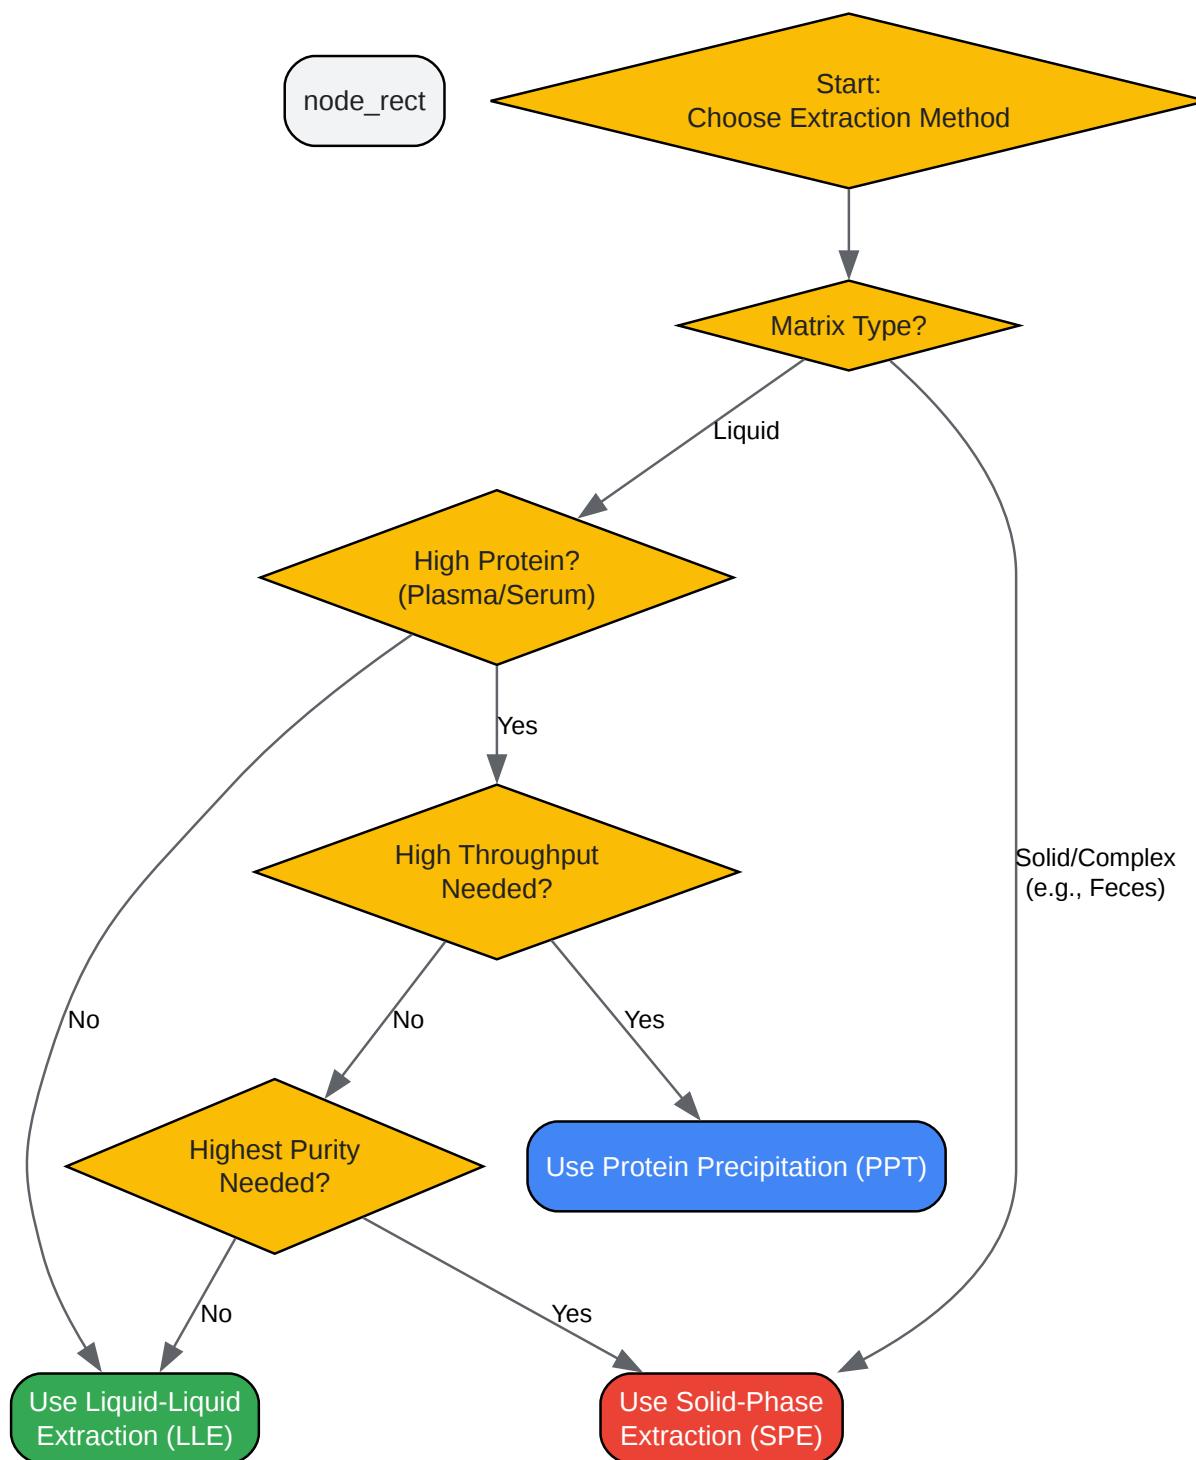 node_rect
Start:
Choose Extraction Method
Matrix Type?
Liquid
High Protein?
(Plasma/Serum)
Yes
High Throughput
Needed?
Solid/Complex
(e.g., Feces)
No
No
Yes
Highest Purity
Needed?
Use Protein Precipitation (PPT)
No
Yes
Use Liquid-Liquid
Extraction (LLE)
Use Solid-Phase
Extraction (SPE)